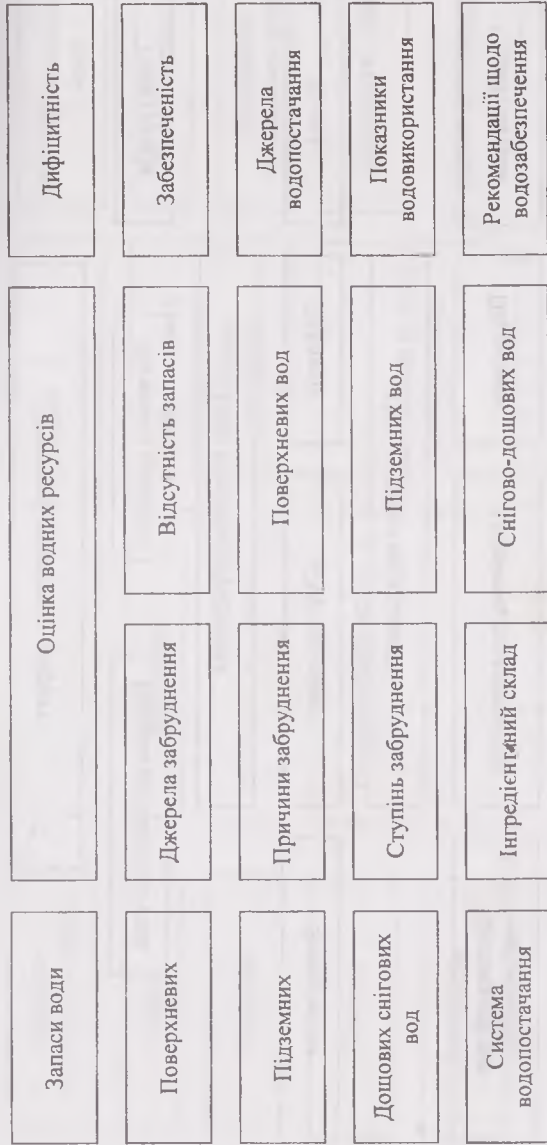 Запаси води
Оцінка водних ресурсів
Дифіцитність
Поверхневих
Джерела забруднення
Відсутність запасів
Забезпеченість
Підземних
Причини забруднення
Поверхневих вод
Джерела
водопостачання
Дощових снігових
вод
Ступінь забруднення
Підземних вод
Показники
водовикористання
Система
водопостачання
Інгредієнтний склад
Снігово-дощових вод
Рекомендації щодо
водозабезпечення